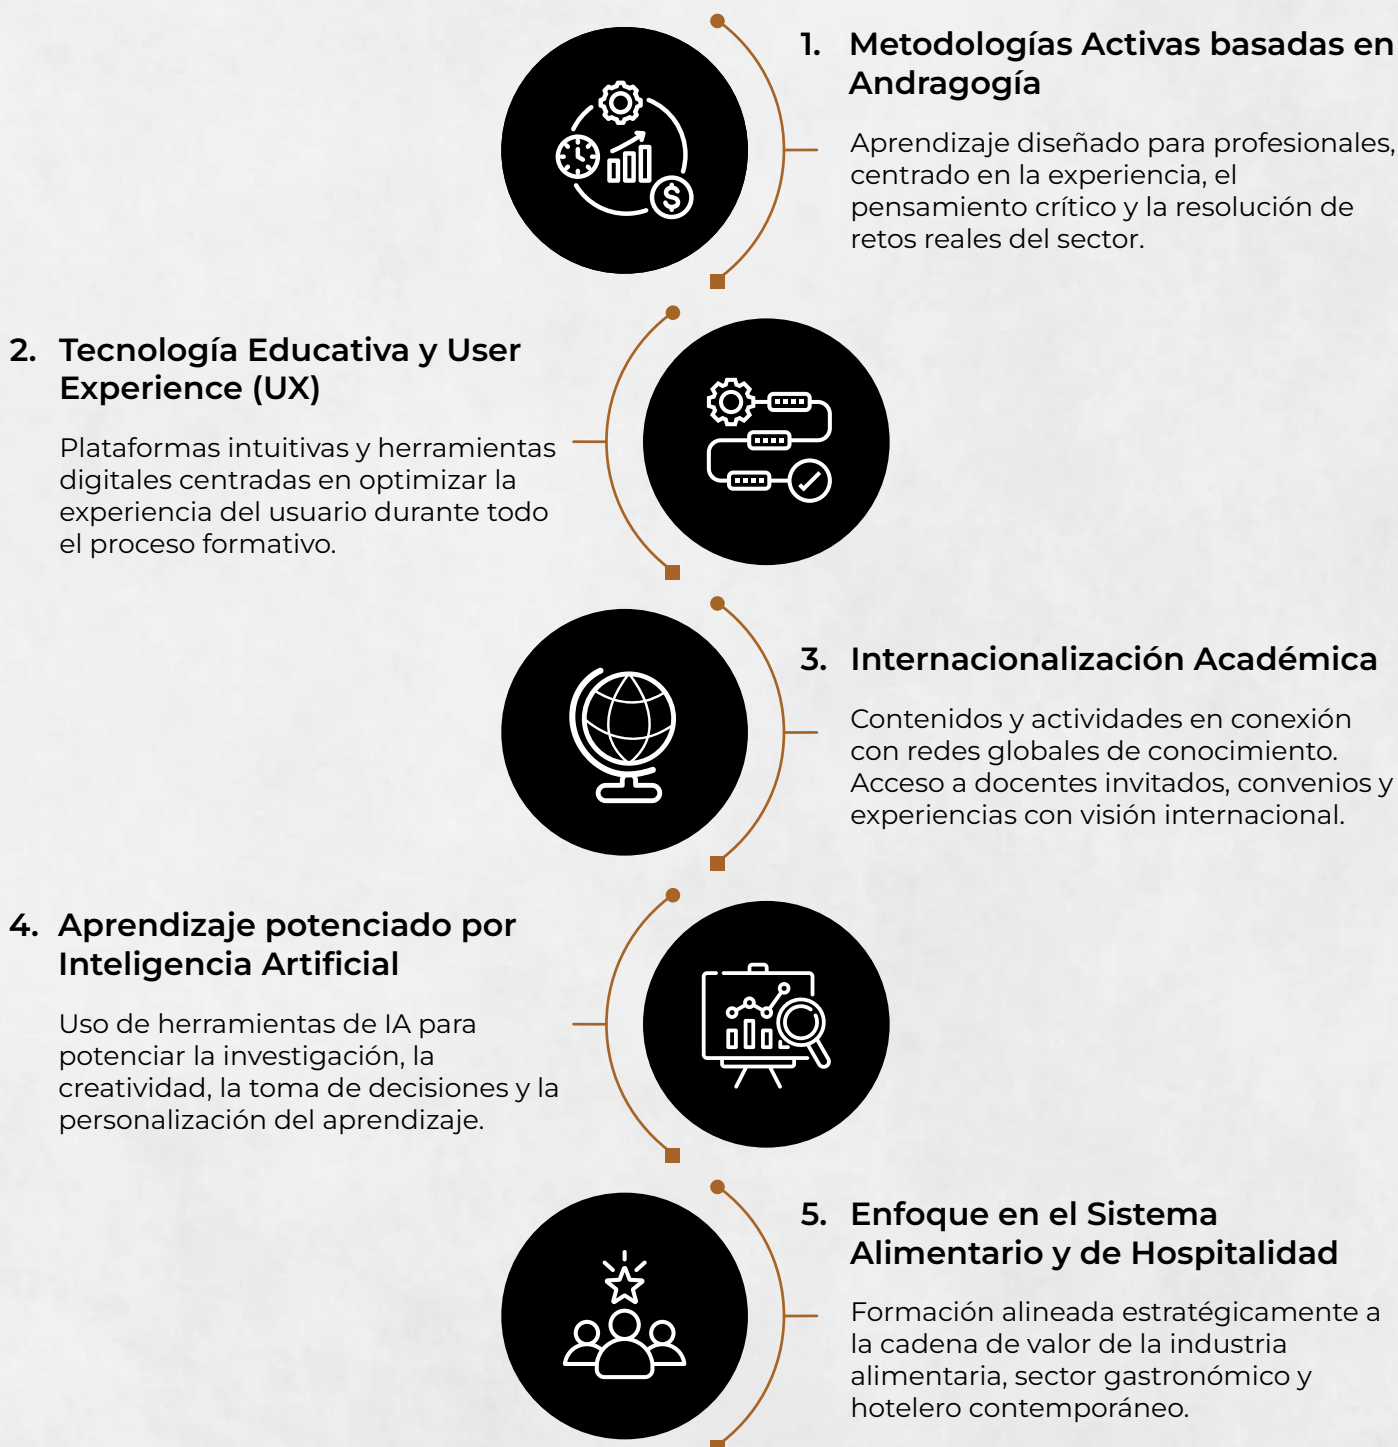 1. Metodologías Activas basadas en
Andragogía
Aprendizaje diseñado para profesionales,
centrado en la experiencia, el
pensamiento crítico y la resolución de
retos reales del sector.
2. Tecnología Educativa y User
Experience (UX)
Plataformas intuitivas y herramientas
digitales centradas en optimizar la
experiencia del usuario durante todo
el proceso formativo.
3. Internacionalización Académica
Contenidos y actividades en conexión
con redes globales de conocimiento.
Acceso a docentes invitados, convenios y
experiencias con visión internacional.
4. Aprendizaje potenciado por
Inteligencia Artificial
Uso de herramientas de IA para
potenciar la investigación, la
creatividad, la toma de decisiones y la
personalización del aprendizaje.
5. Enfoque en el Sistema
Alimentario y de Hospitalidad
Formación alineada estratégicamente a
la cadena de valor de la industria
alimentaria, sector gastronómico y
hotelero contemporáneo.